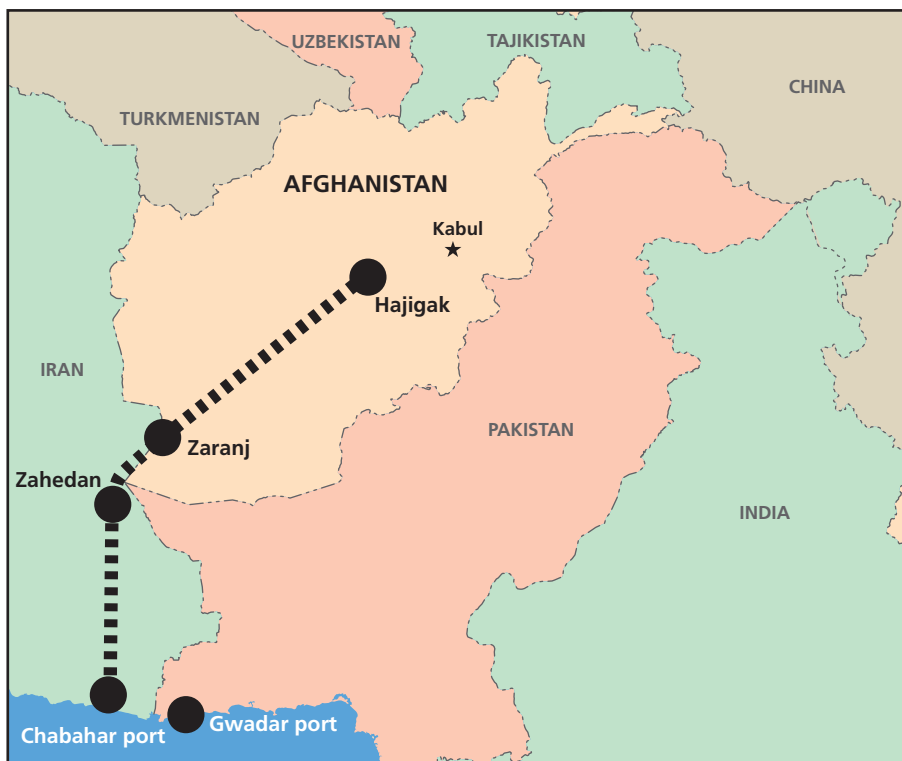 UZBEKISTAN
TAJIKISTAN
CHINA
TURKMENISTAN
AFGHANISTAN
Kabul
Hajigak
IRAN
PAKISTAN
Zaranj
Zahedan
INDIA
Gwadar port
Chabahar port